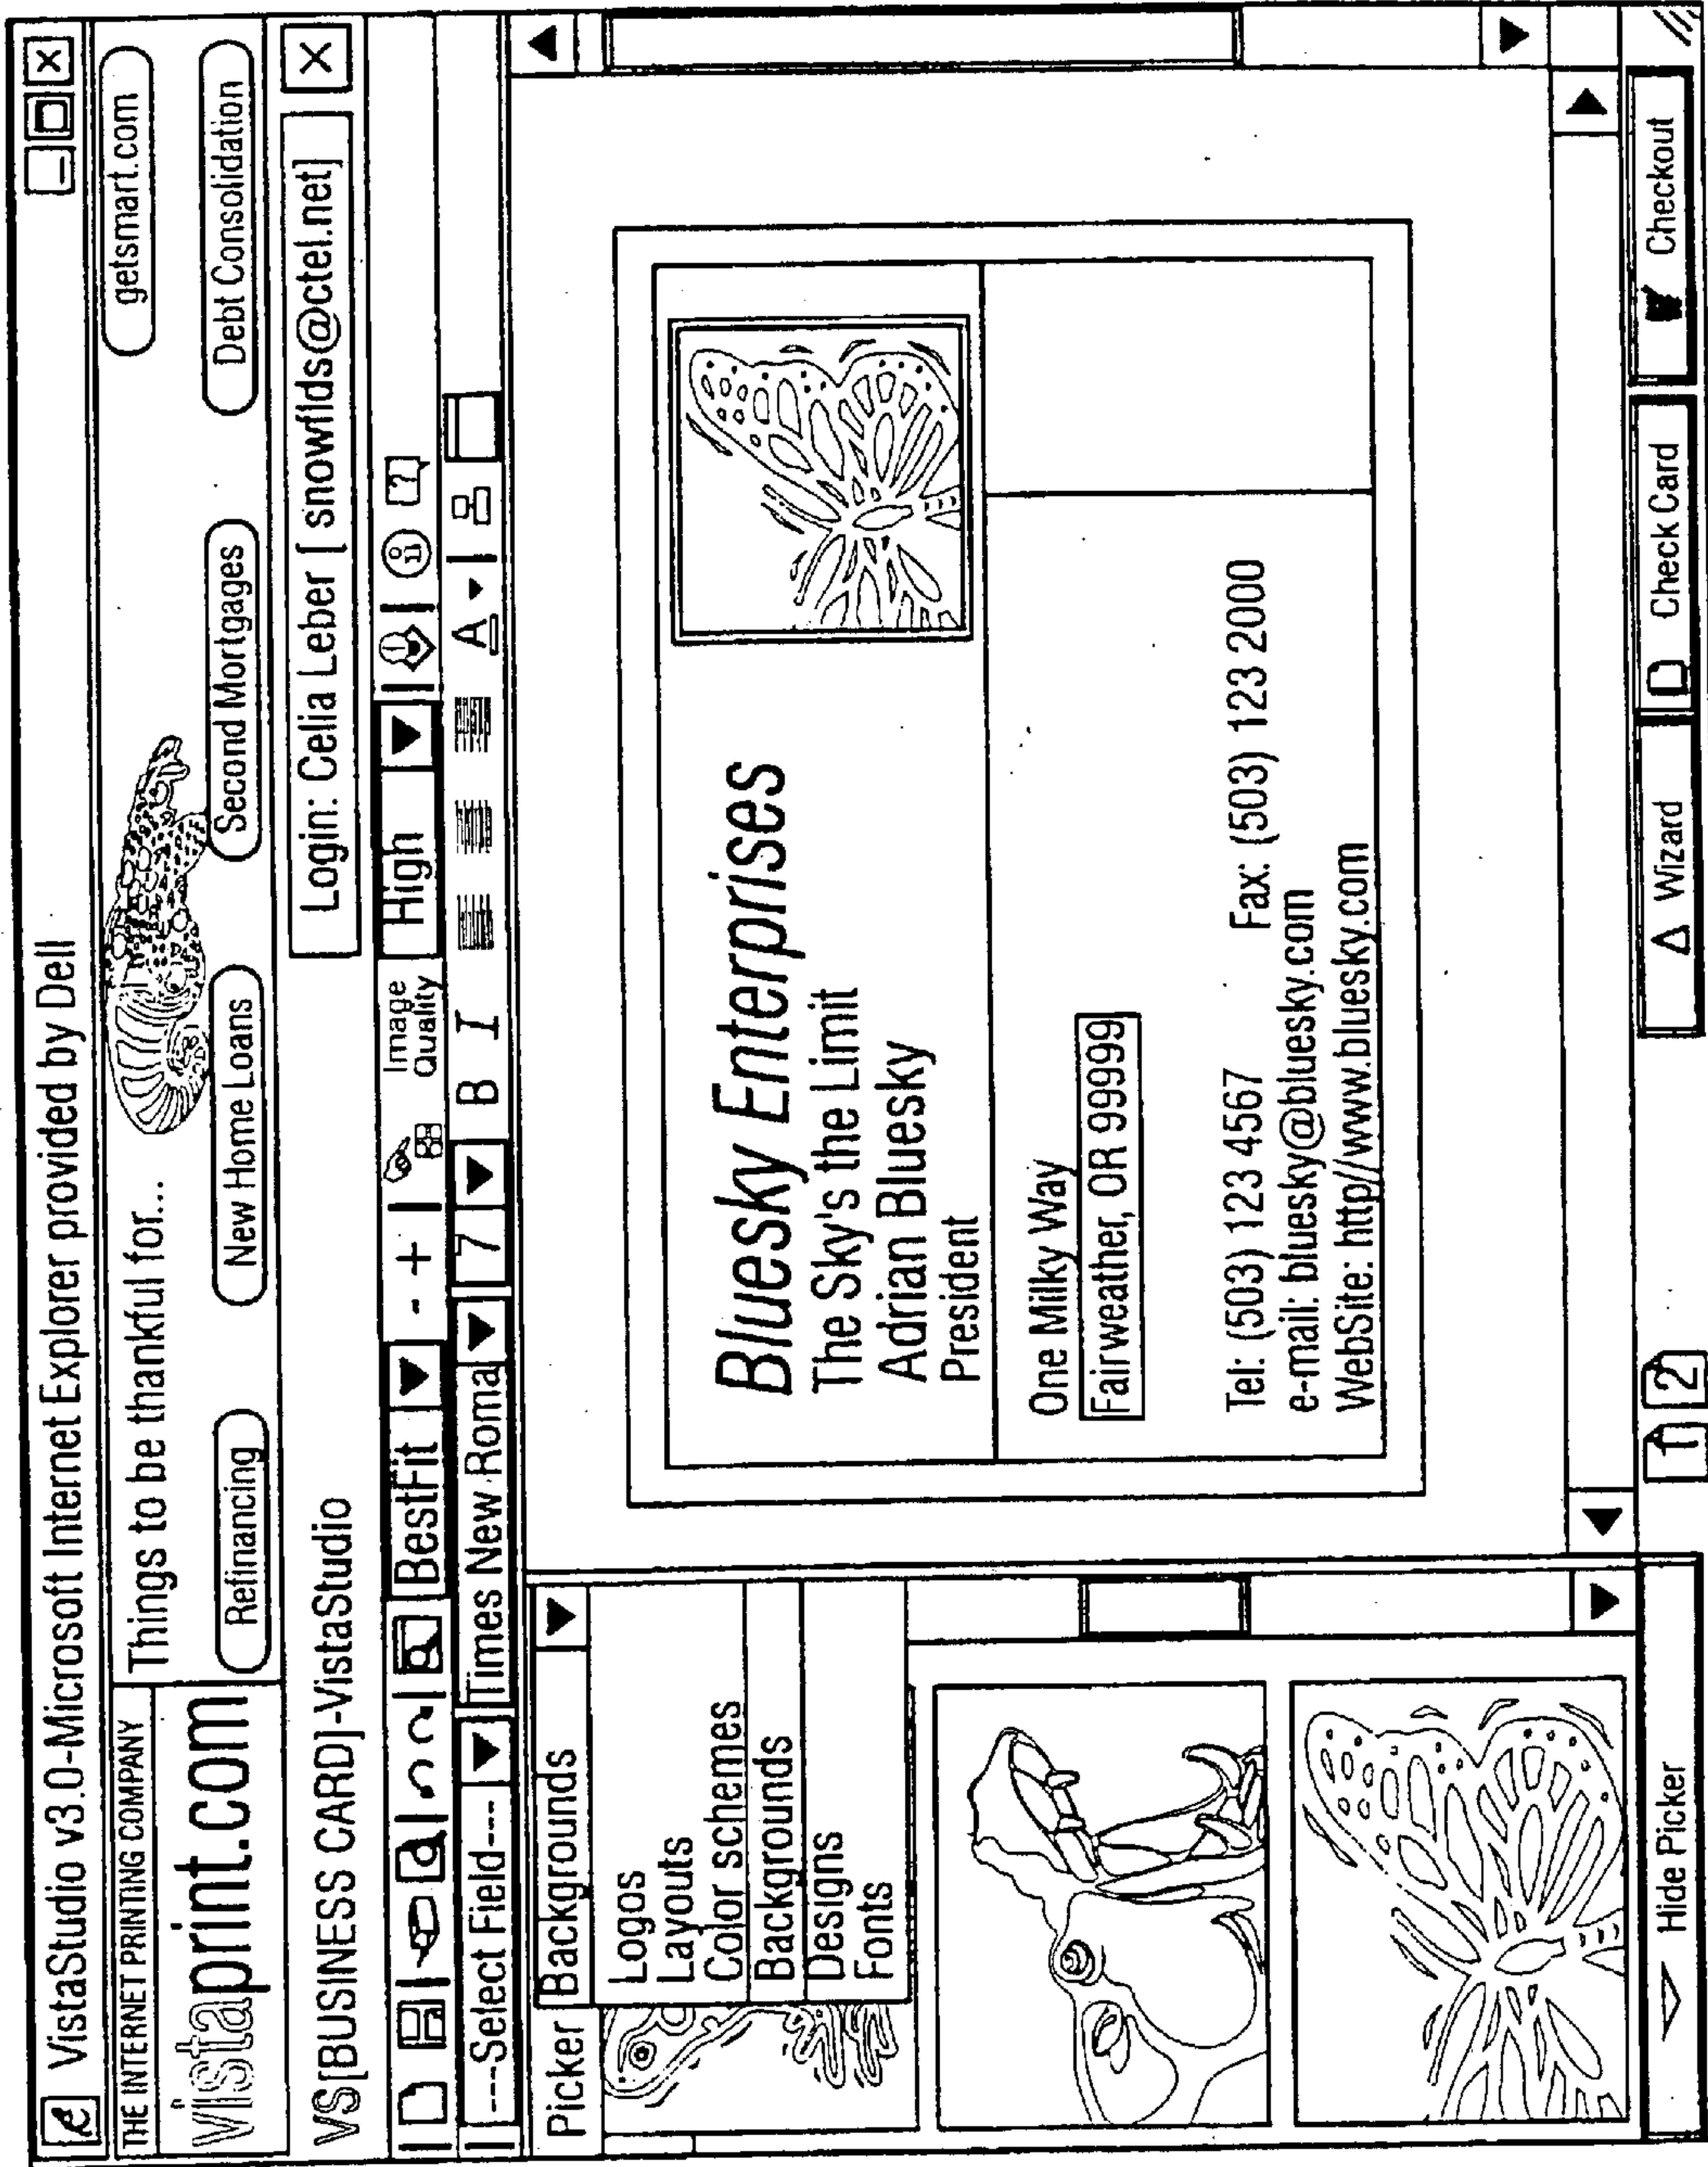 VistaStudio v3.0-Microsoft Internet Explorer provided by Dell
THE INTERNET PRINTING COMPANY
vistaprint.com
Things to be thankful for...
getsmart.com
Refinancing
New Home Loans
Second Mortgages
Debt Consolidation
VS[BUSINESS CARD]-VistaStudio
Login: Celia Leber [ snowflds@ctel.net]
BestFit
- +
Image
Quality
High
----Select Field---
Times New Roma
7
B I
A
Picker
Backgrounds
Logos
Layouts
Color schemes
Backgrounds
Designs
Fonts
Bluesky Enterprises
The Sky's the Limit
Adrian Bluesky
President
One Milky Way
Fairweather, OR 99999
Tel: (503) 123 4567 Fax: (503) 123 2000
e-mail: bluesky@bluesky.com
WebSite: http//www.bluesky.com
Hide Picker
1 2
Wizard
Check Card
Checkout